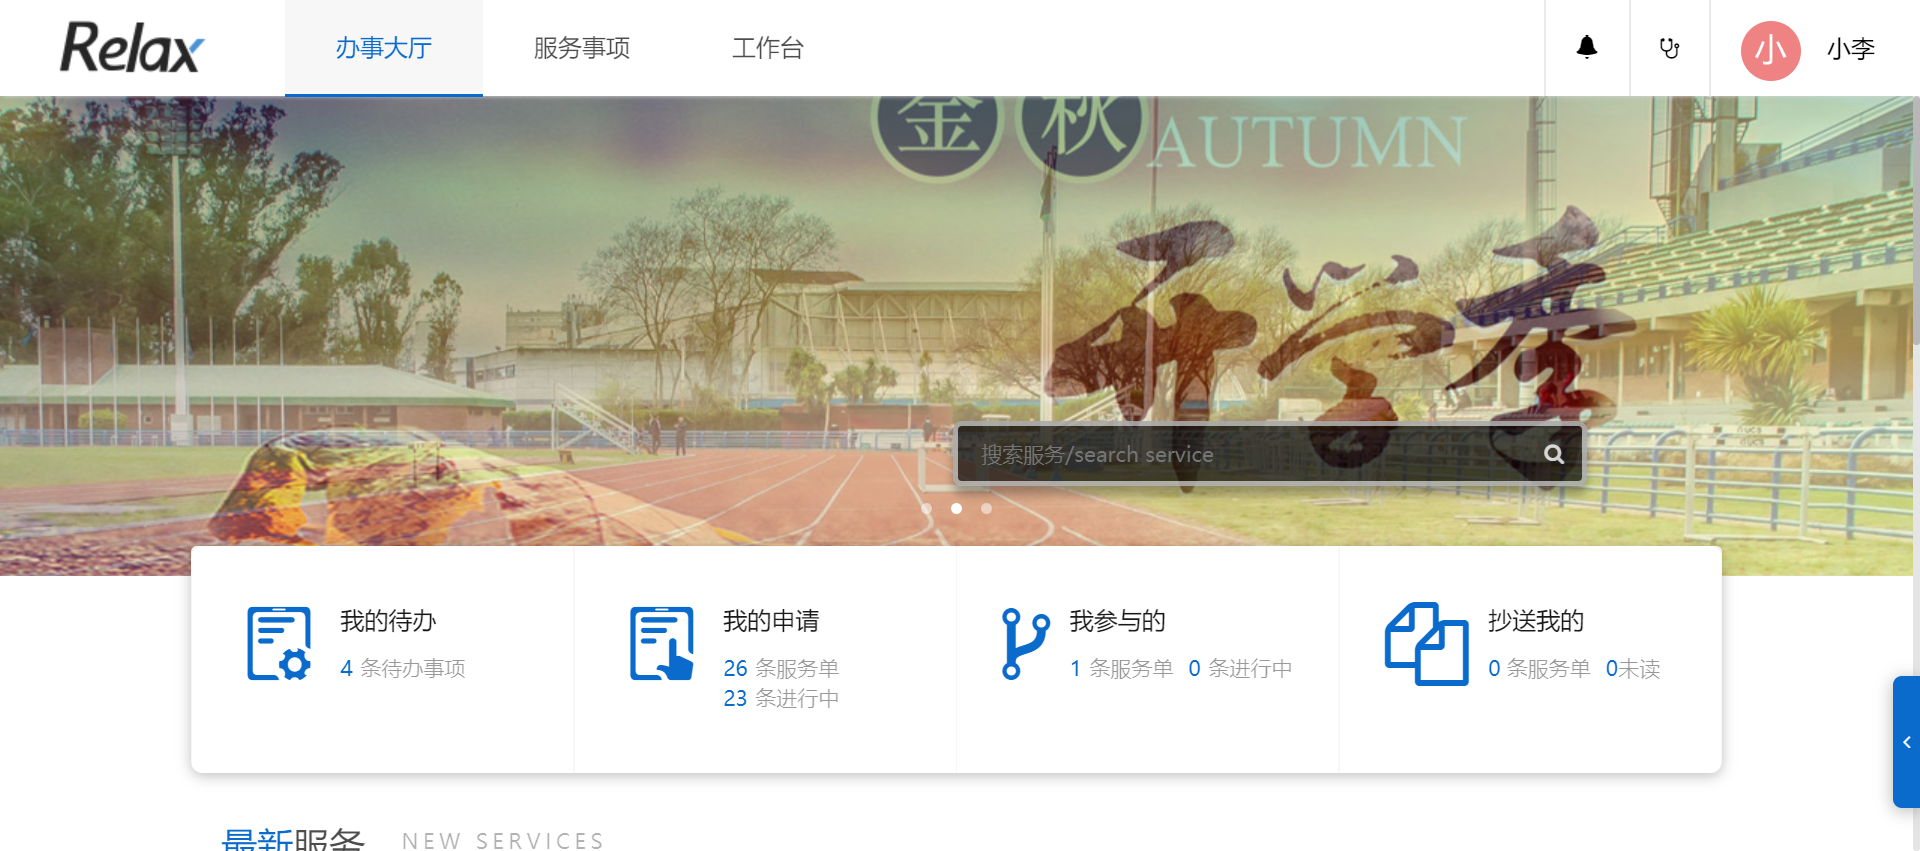 Relax
办事大厅
服务事项
工作台
小
小李
金秋 AUTUMN
开学季
搜索服务/search service
我的待办
4 条待办事项
我的申请
26 条服务单
23 条进行中
我参与的
1 条服务单 0 条进行中
抄送我的
0 条服务单 0未读
最新服务 NEW SERVICES